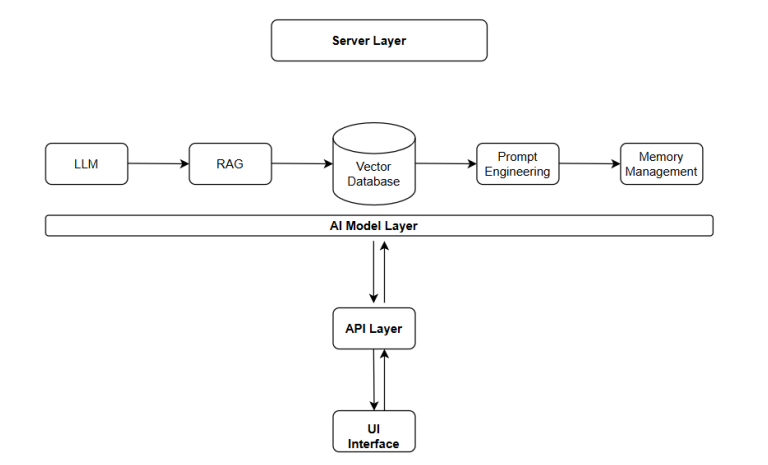 Server Layer
LLM
RAG
Vector
Database
Prompt
Engineering
Memory
Management
AI Model Layer
API Layer
UI
Interface